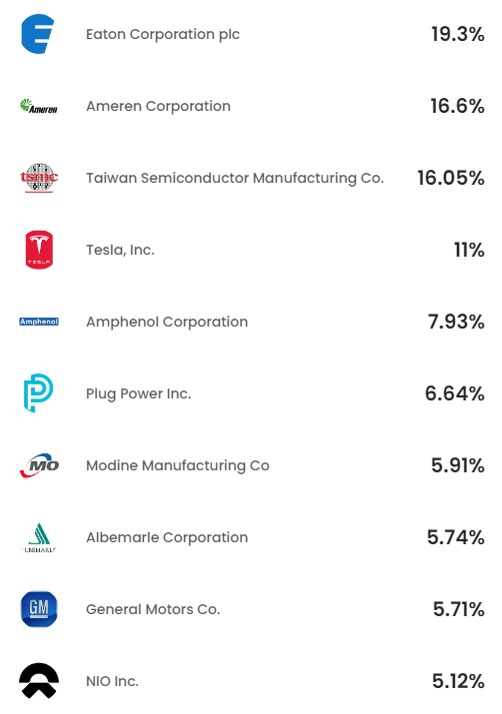 Eaton Corporation plc 19.3%
Ameren
Ameren Corporation 16.6%
tsmc
Taiwan Semiconductor Manufacturing Co. 16.05%
TESLA
Tesla, Inc. 11%
Amphenol
Amphenol Corporation 7.93%
Plug Power Inc. 6.64%
MO
Modine Manufacturing Co 5.91%
Albemarle Corporation 5.74%
GM
General Motors Co. 5.71%
NIO Inc. 5.12%